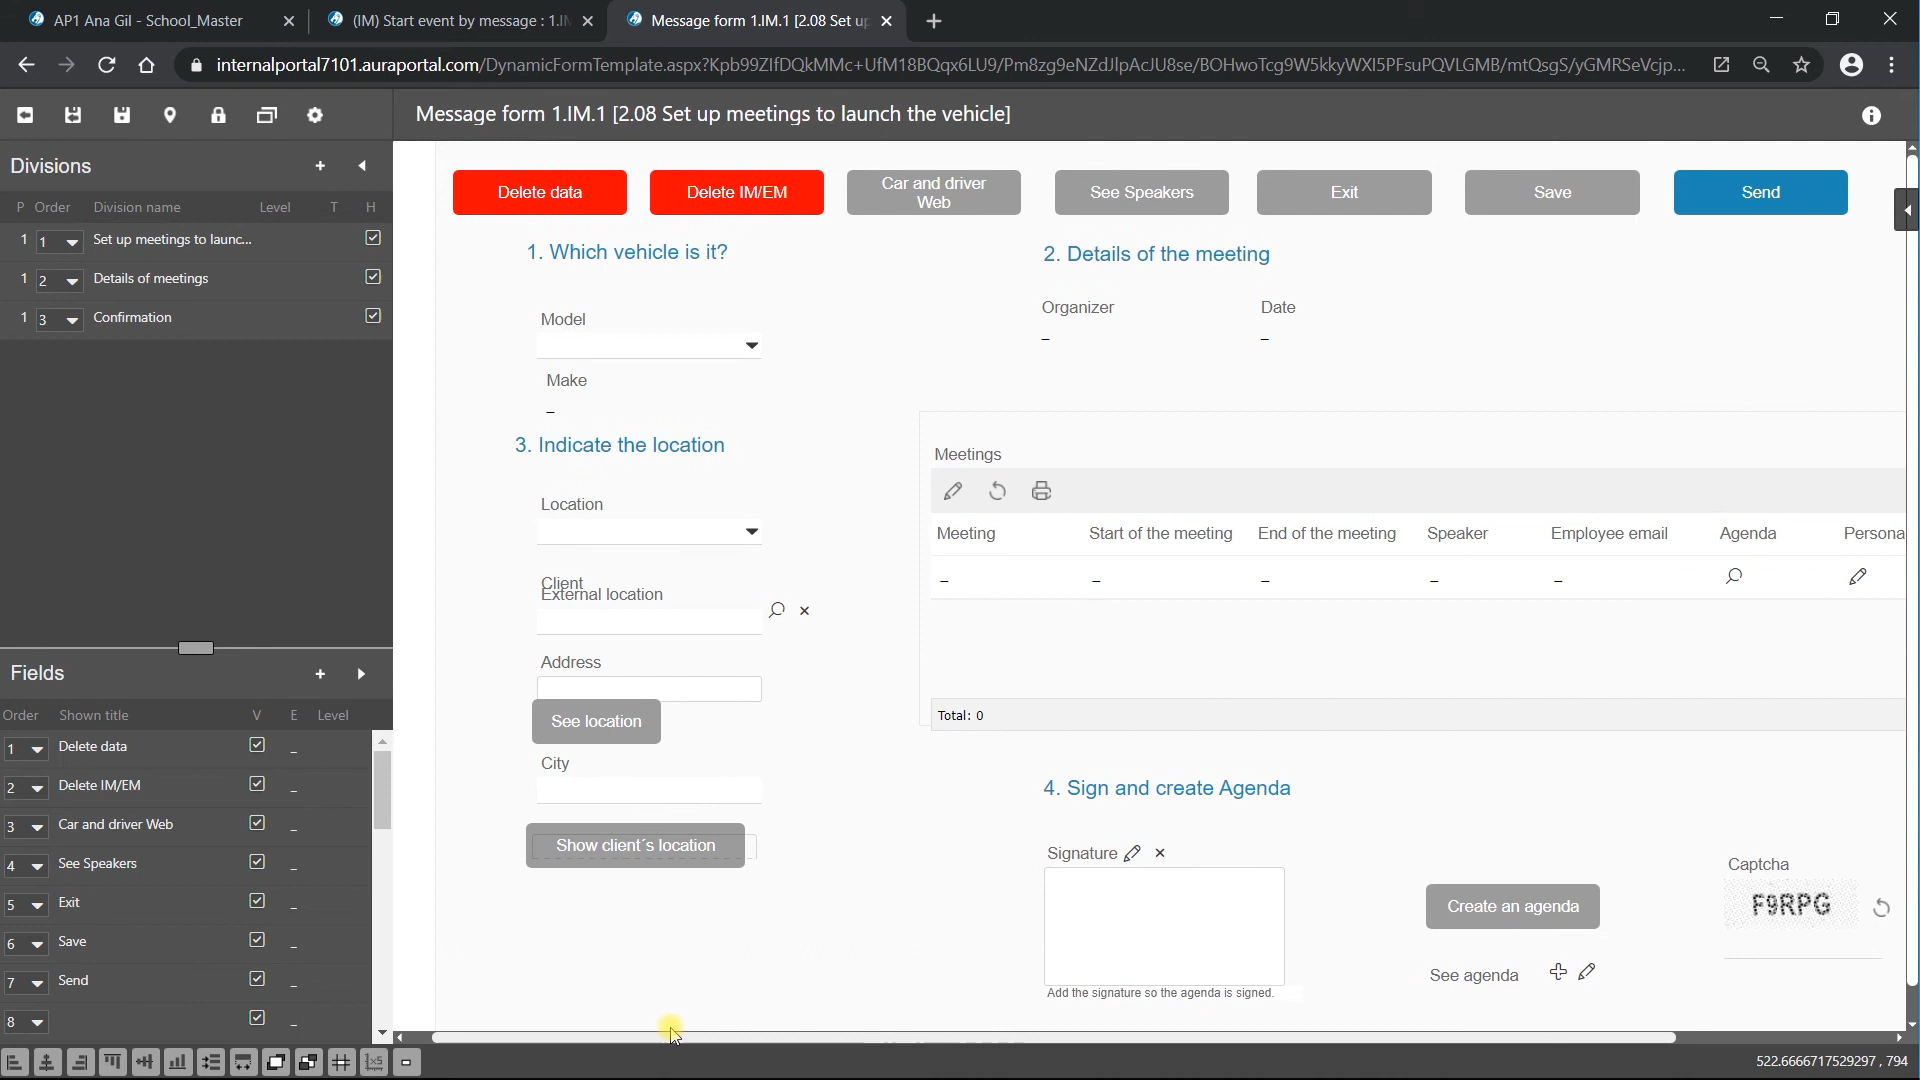 AP1 Ana Gil - School_Master
(IM) Start event by message : 1.IM
Message form 1.IM.1 [2.08 Set up
internalportal7101.auraportal.com/DynamicFormTemplate.aspx?Kpb99ZIfDQkMMc+UfM18BQqx6LU9/Pm8zg9eNZdJlpAcJU8se/BOHwoTcg9W5kkyWXI5PFsuPQVLGMB/mtQsgS/yGMRSeVcjp...
Message form 1.IM.1 [2.08 Set up meetings to launch the vehicle]
Divisions
P Order Division name Level T H
1 1 Set up meetings to launc...
1 2 Details of meetings
1 3 Confirmation
Fields
Order Shown title V E Level
1 Delete data _
2 Delete IM/EM _
3 Car and driver Web _
4 See Speakers _
5 Exit _
6 Save _
7 Send _
8 _
Delete data
Delete IM/EM
Car and driver
Web
See Speakers
Exit
Save
Send
1. Which vehicle is it?
Model
Make
–
3. Indicate the location
Location
Client
External location
Address
See location
City
Show client´s location
2. Details of the meeting
Organizer Date
– –
Meetings
Meeting Start of the meeting End of the meeting Speaker Employee email Agenda Persona
– – – – –
Total: 0
4. Sign and create Agenda
Signature
Add the signature so the agenda is signed.
Create an agenda
See agenda
Captcha
F9RPG
522.6666717529297 , 794